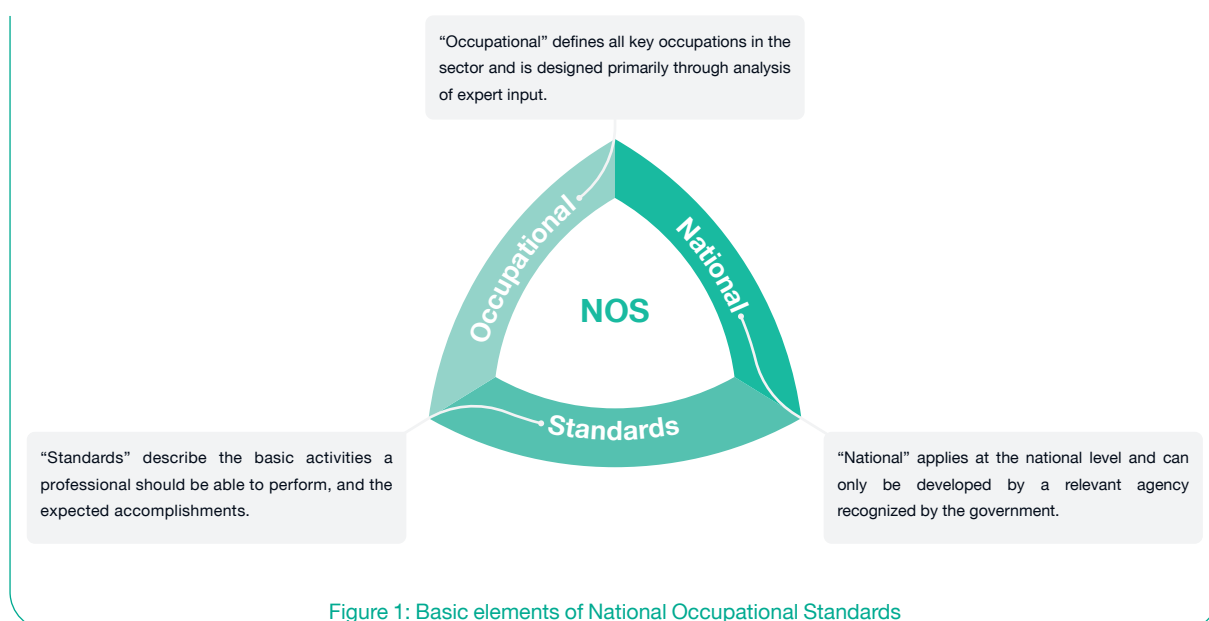 “Occupational” defines all key occupations in the
sector and is designed primarily through analysis
of expert input.
Occupational
National
NOS
Standards
“Standards” describe the basic activities a
professional should be able to perform, and the
expected accomplishments.
“National” applies at the national level and can
only be developed by a relevant agency
recognized by the government.
Figure 1: Basic elements of National Occupational Standards